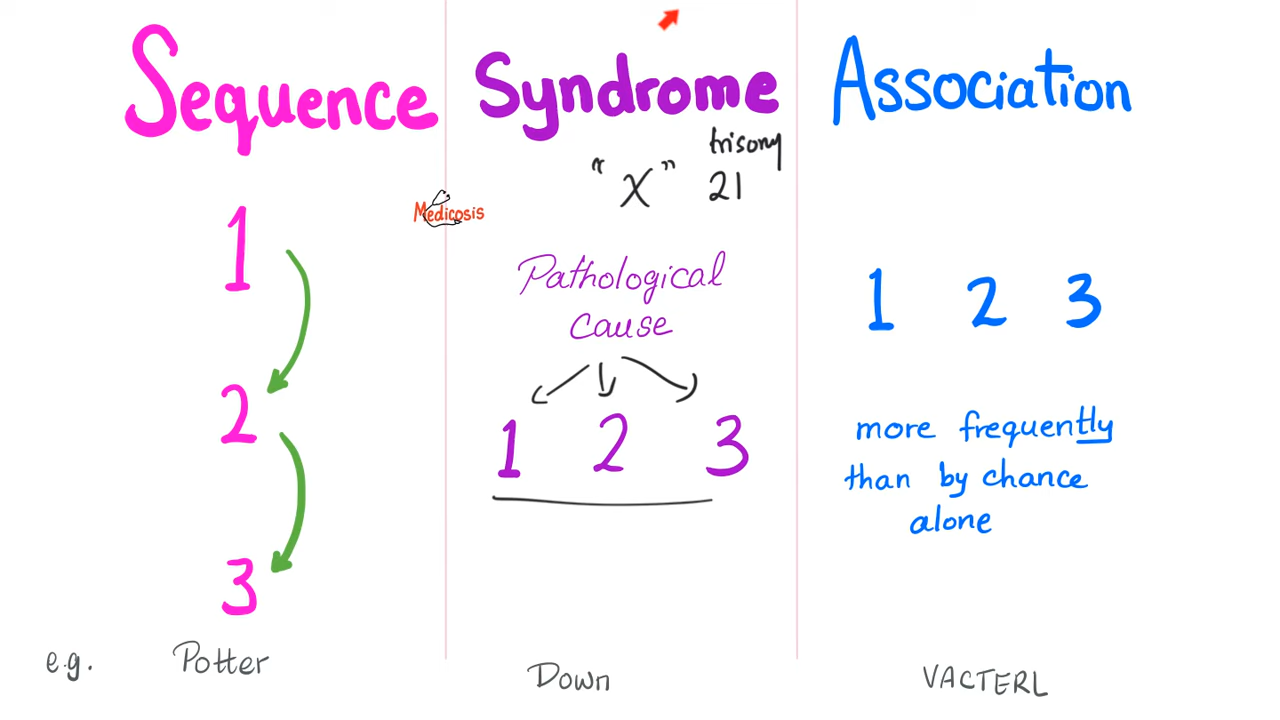 Sequence
1
2
3
Syndrome
"X" trisomy
21
Medicosis
Pathological
cause
1 2 3
Association
1 2 3
more frequently
than by chance
alone
e.g. Potter
Down
VACTERL